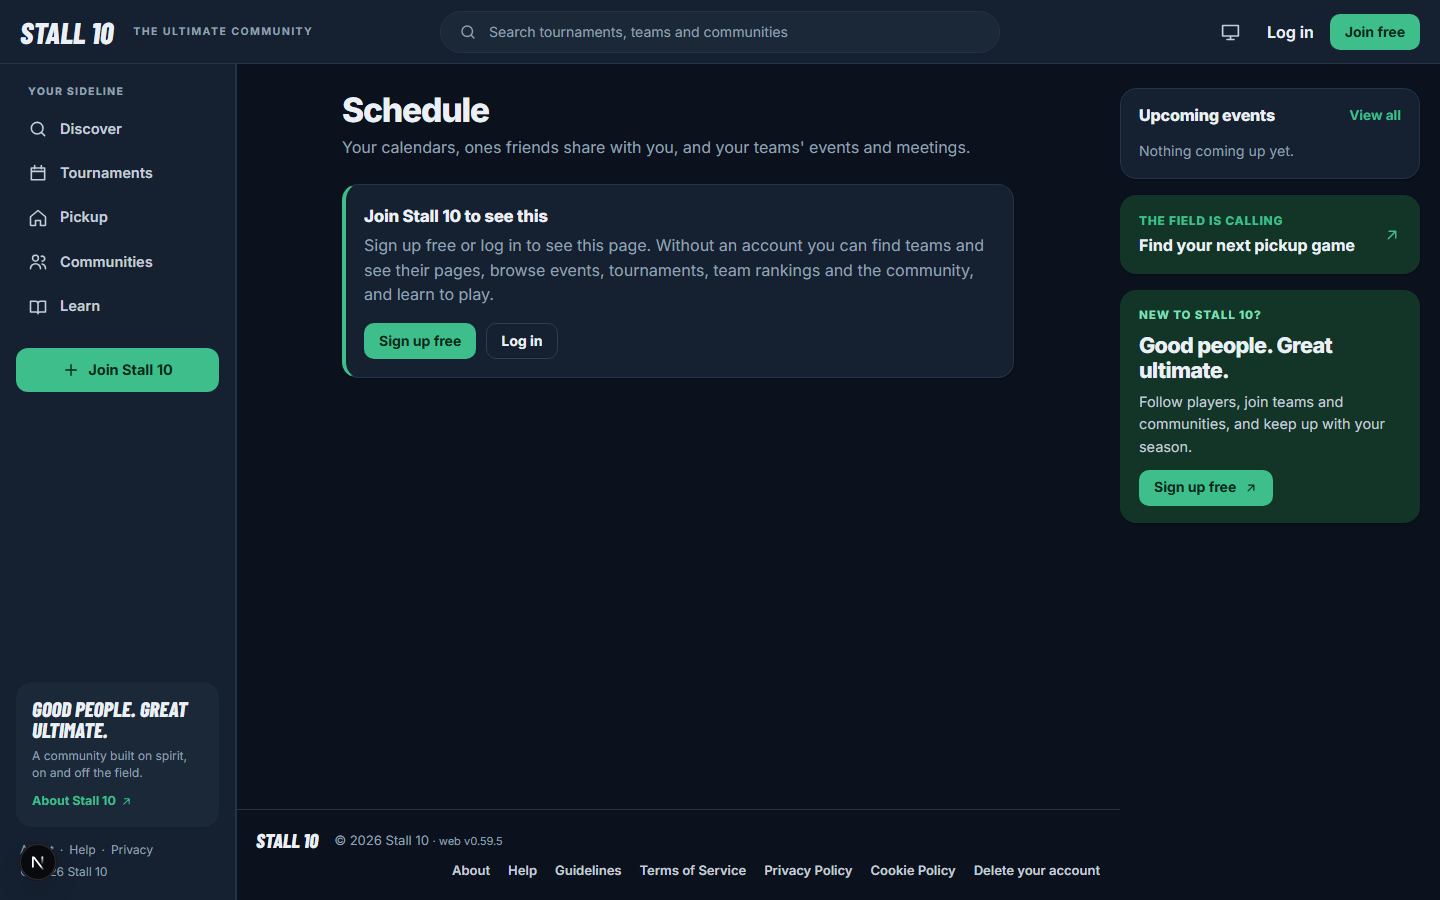 STALL 10
THE ULTIMATE COMMUNITY
Search tournaments, teams and communities
Log in
Join free
YOUR SIDELINE
Discover
Tournaments
Pickup
Communities
Learn
Join Stall 10
GOOD PEOPLE. GREAT
ULTIMATE.
A community built on spirit,
on and off the field.
About Stall 10
· Help · Privacy
Stall 10
Schedule
Your calendars, ones friends share with you, and your teams' events and meetings.
Join Stall 10 to see this
Sign up free or log in to see this page. Without an account you can find teams and
see their pages, browse events, tournaments, team rankings and the community,
and learn to play.
Sign up free
Log in
Upcoming events
View all
Nothing coming up yet.
THE FIELD IS CALLING
Find your next pickup game
NEW TO STALL 10?
Good people. Great
ultimate.
Follow players, join teams and
communities, and keep up with your
season.
Sign up free
STALL 10
© 2026 Stall 10 · web v0.59.5
About
Help
Guidelines
Terms of Service
Privacy Policy
Cookie Policy
Delete your account
N